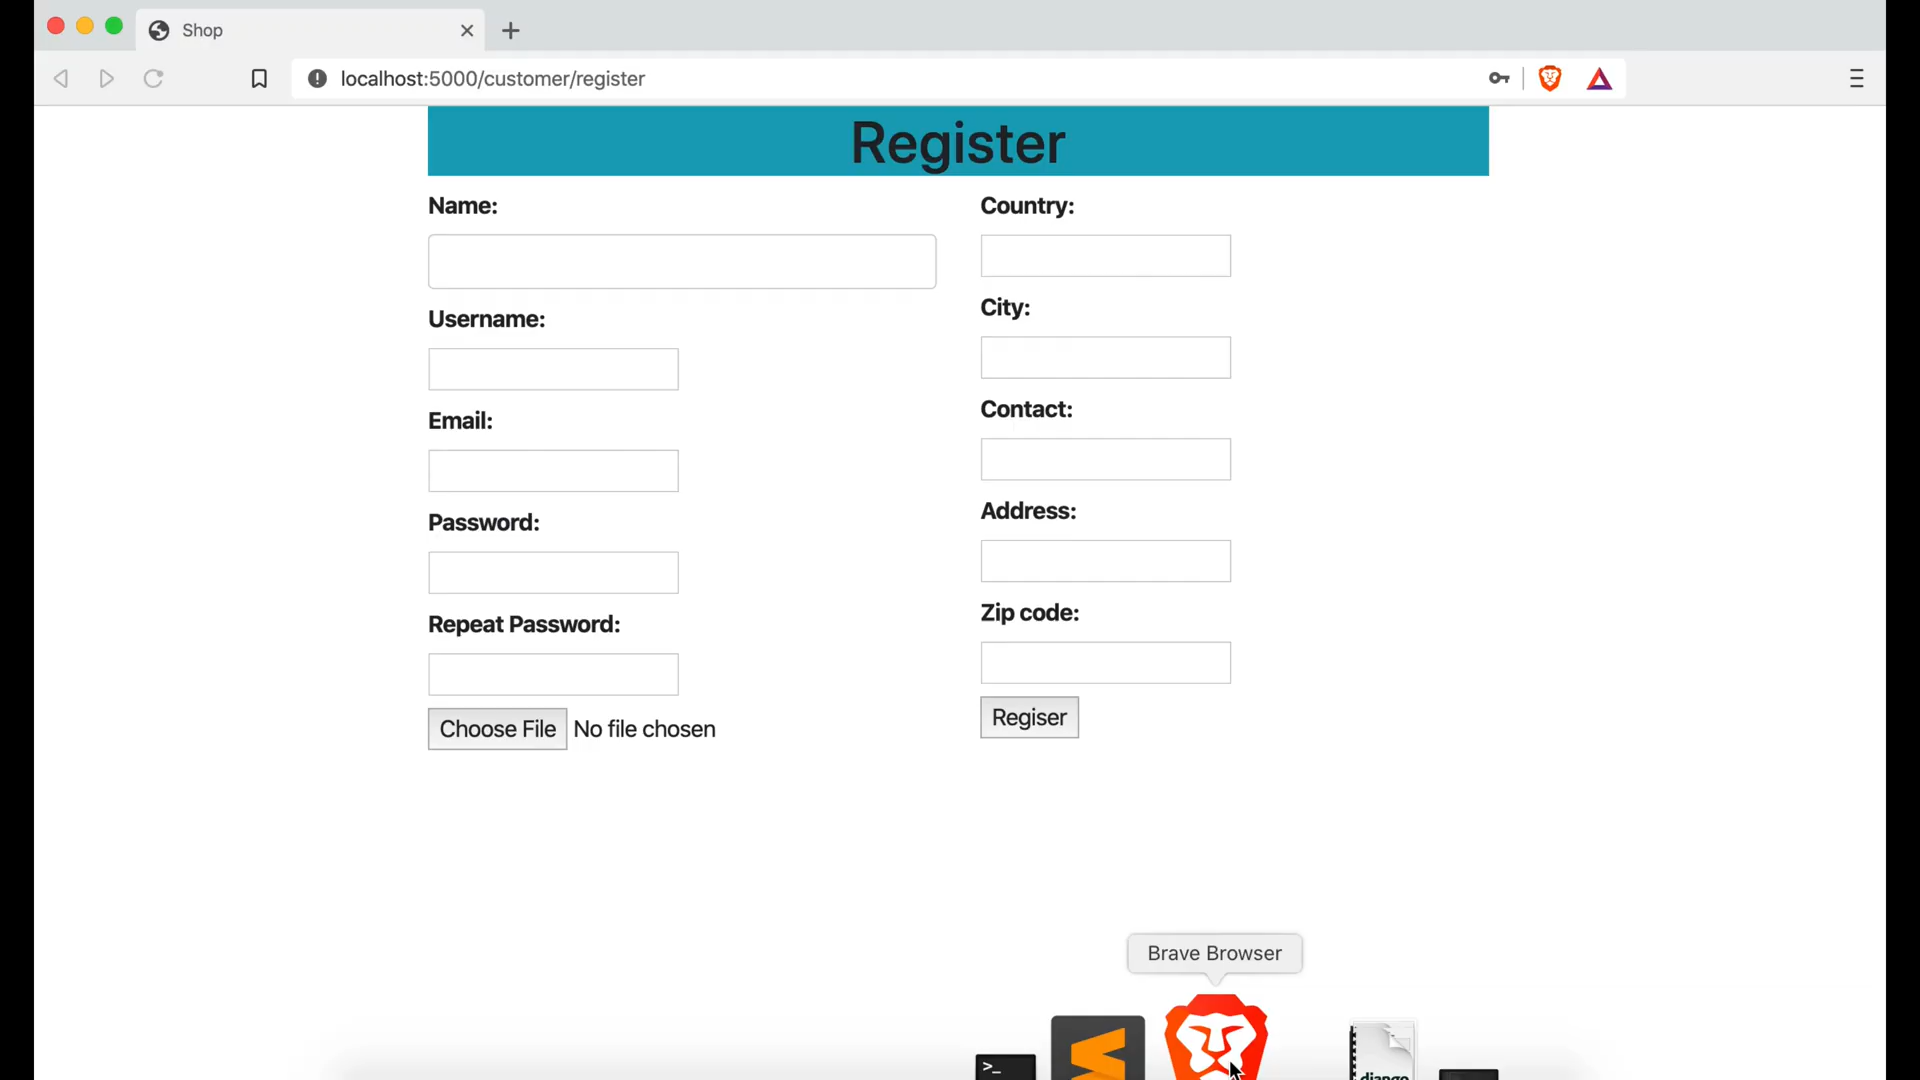 Shop
localhost:5000/customer/register
Register
Name:
Username:
Email:
Password:
Repeat Password:
Choose File No file chosen
Country:
City:
Contact:
Address:
Zip code:
Regiser
Brave Browser
>_
django